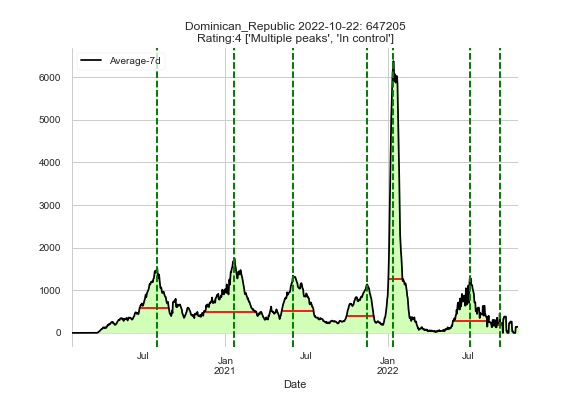 Dominican_Republic 2022-10-22: 647205
Rating:4 ['Multiple peaks', 'In control']
Average-7d
6000
5000
4000
3000
2000
1000
0
Jul
Jan
2021
Jul
Jan
2022
Jul
Date